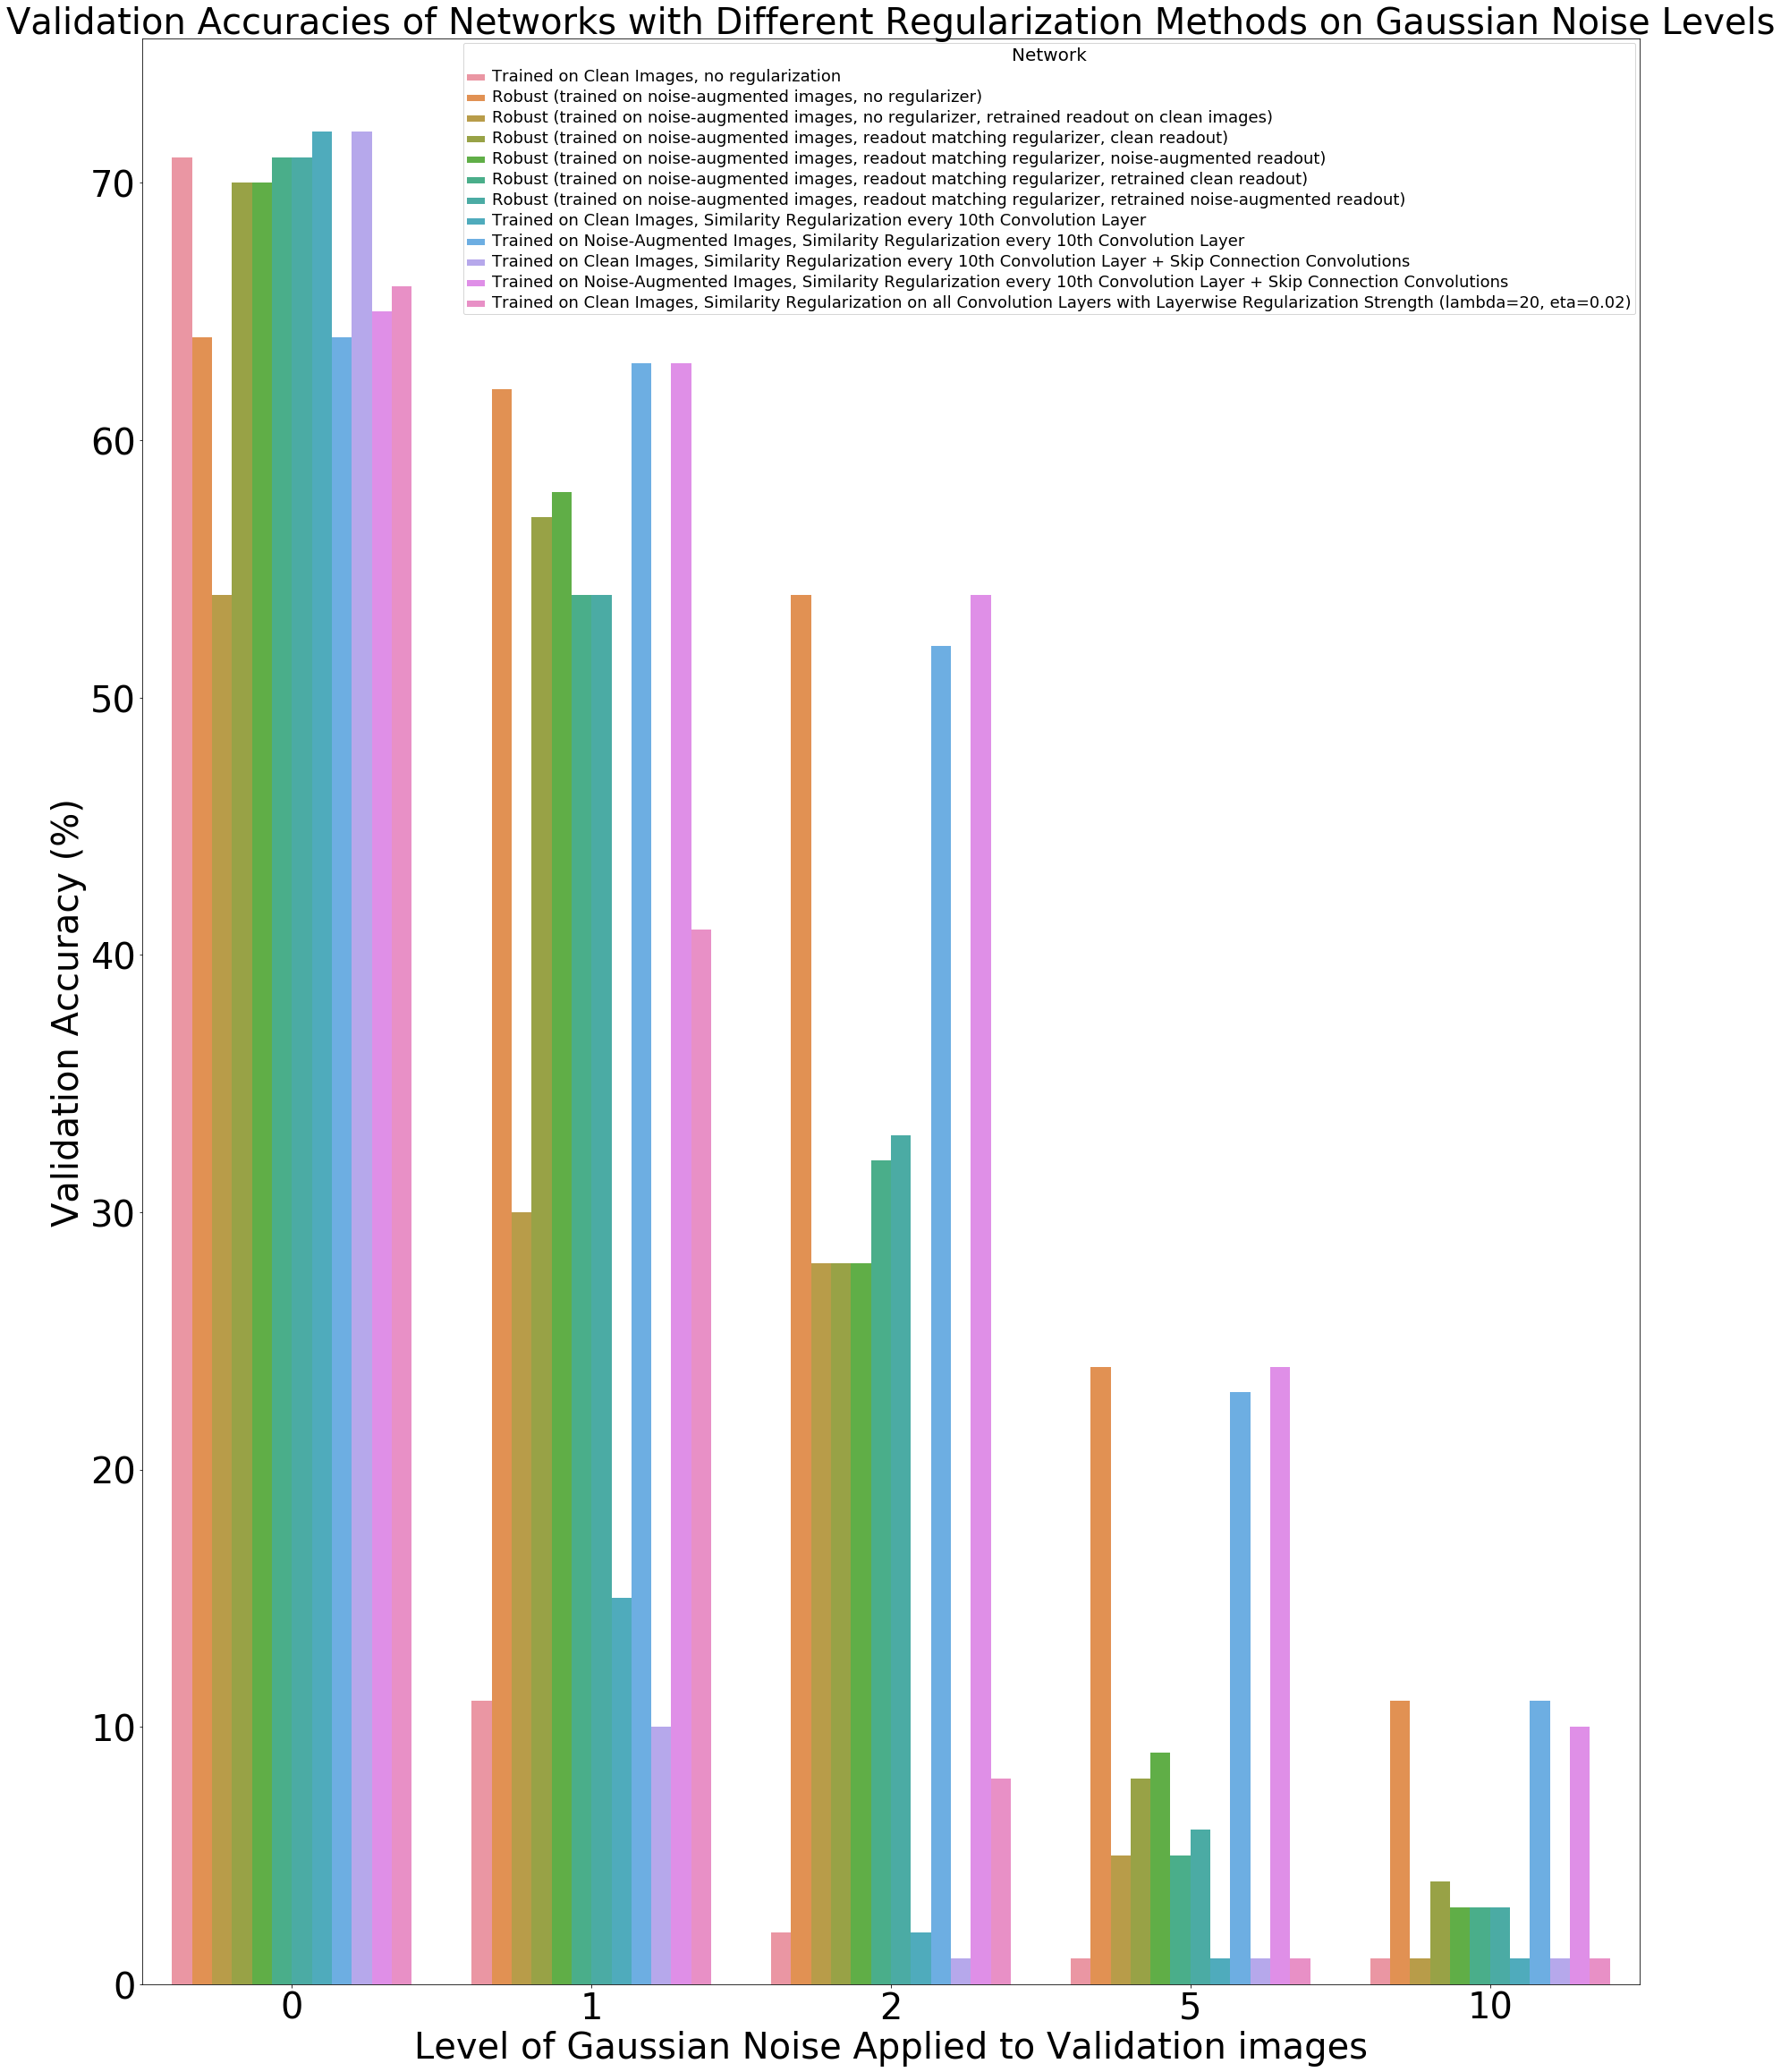 Validation Accuracies of Networks with Different Regularization Methods on Gaussian Noise Levels
Network
Trained on Clean Images, no regularization
Robust (trained on noise-augmented images, no regularizer)
Robust (trained on noise-augmented images, no regularizer, retrained readout on clean images)
Robust (trained on noise-augmented images, readout matching regularizer, clean readout)
Robust (trained on noise-augmented images, readout matching regularizer, noise-augmented readout)
Robust (trained on noise-augmented images, readout matching regularizer, retrained clean readout)
Robust (trained on noise-augmented images, readout matching regularizer, retrained noise-augmented readout)
Trained on Clean Images, Similarity Regularization every 10th Convolution Layer
Trained on Noise-Augmented Images, Similarity Regularization every 10th Convolution Layer
Trained on Clean Images, Similarity Regularization every 10th Convolution Layer + Skip Connection Convolutions
Trained on Noise-Augmented Images, Similarity Regularization every 10th Convolution Layer + Skip Connection Convolutions
Trained on Clean Images, Similarity Regularization on all Convolution Layers with Layerwise Regularization Strength (lambda=20, eta=0.02)
Validation Accuracy (%)
70
60
50
40
30
20
10
0
0 1 2 5 10
Level of Gaussian Noise Applied to Validation images